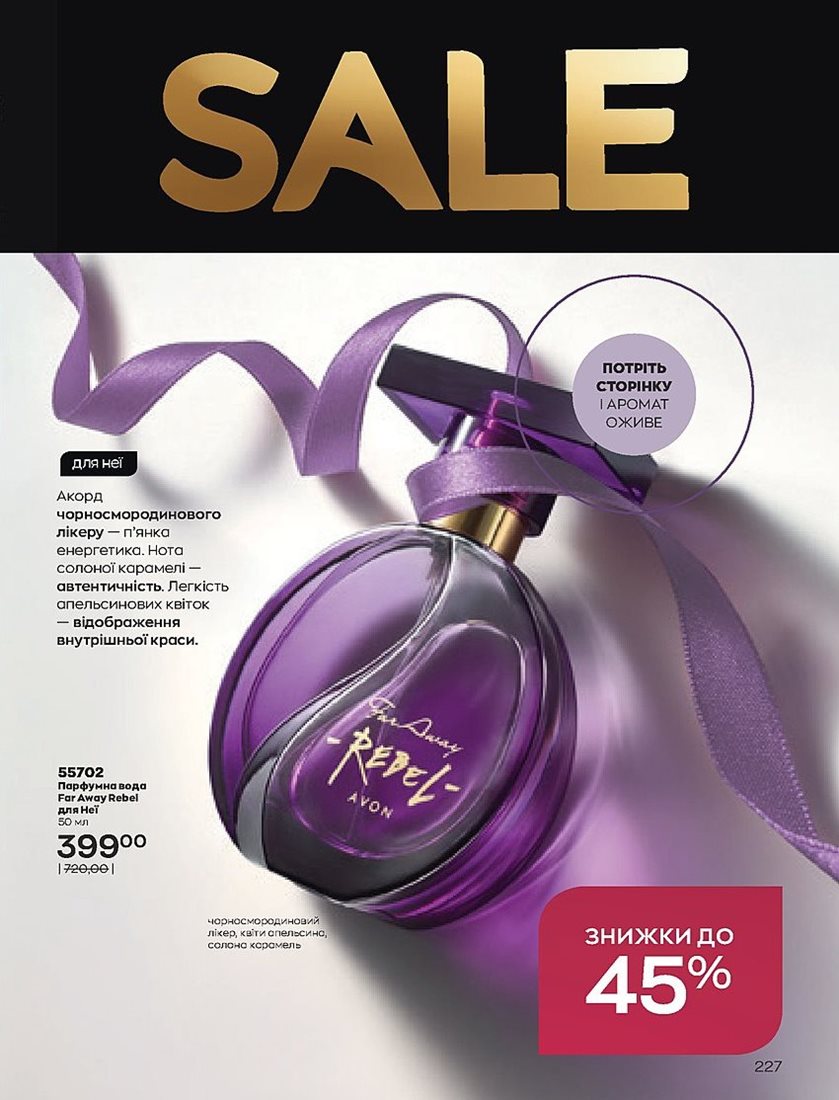 SALE
ПОТРІТЬ
СТОРІНКУ
І АРОМАТ
ОЖИВЕ
для неї
Акорд
чорносмородинового
лікеру — п’янка
енергетика. Нота
солоної карамелі —
автентичність. Легкість
апельсинових квіток
— відображення
внутрішньої краси.
Far Away
-REBEL-
AVON
55702
Парфумна вода
Far Away Rebel
для Неї
50 мл
399⁰⁰
|720,00|
чорносмородиновий
лікер, квіти апельсина,
солона карамель
ЗНИЖКИ ДО
45%
227